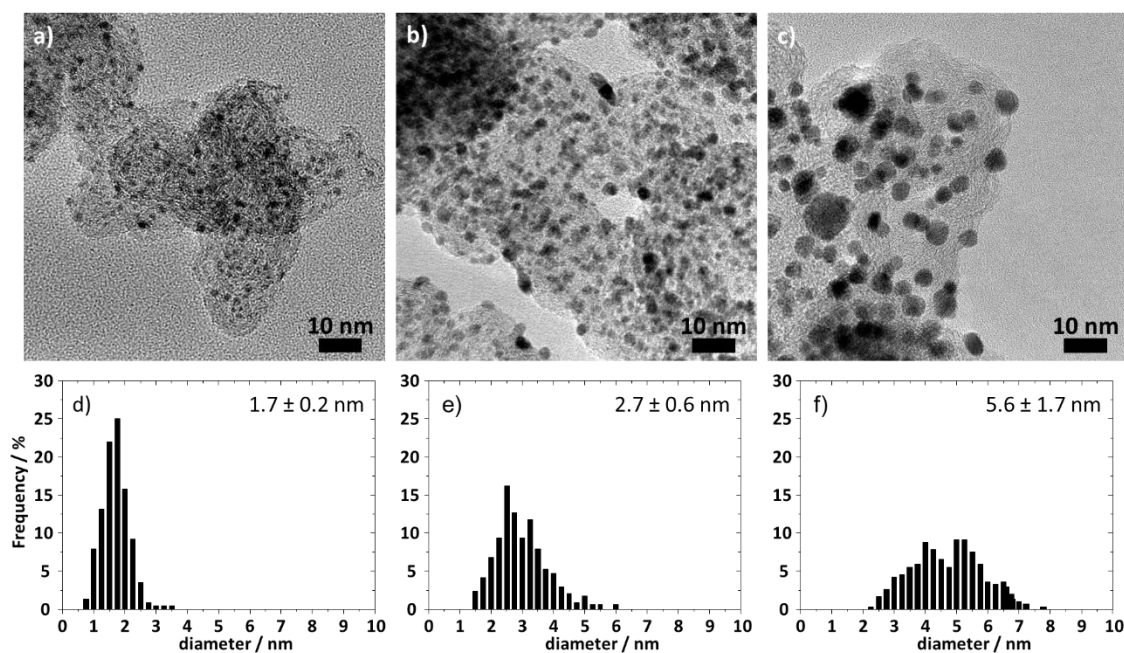 a)
b)
c)
10 nm
10 nm
10 nm
d)
1.7 ± 0.2 nm
e)
2.7 ± 0.6 nm
f)
5.6 ± 1.7 nm
Frequency / %
30
25
20
15
10
5
0
0 1 2 3 4 5 6 7 8 9 10
diameter / nm
30
25
20
15
10
5
0
0 1 2 3 4 5 6 7 8 9 10
diameter / nm
30
25
20
15
10
5
0
0 1 2 3 4 5 6 7 8 9 10
diameter / nm